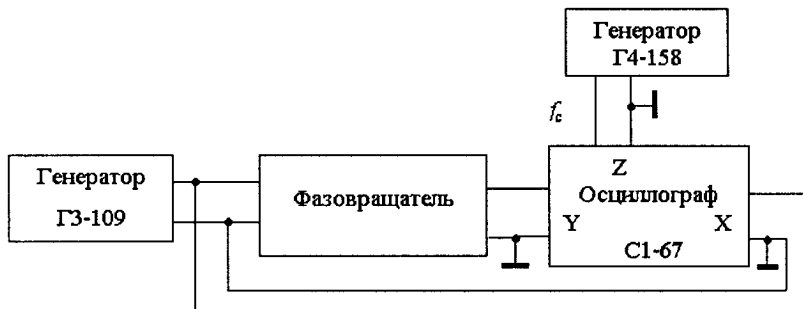 Генератор
Г4-158
fc
Генератор
Г3-109
Фазовращатель
Z
Осциллограф
Y
X
С1-67